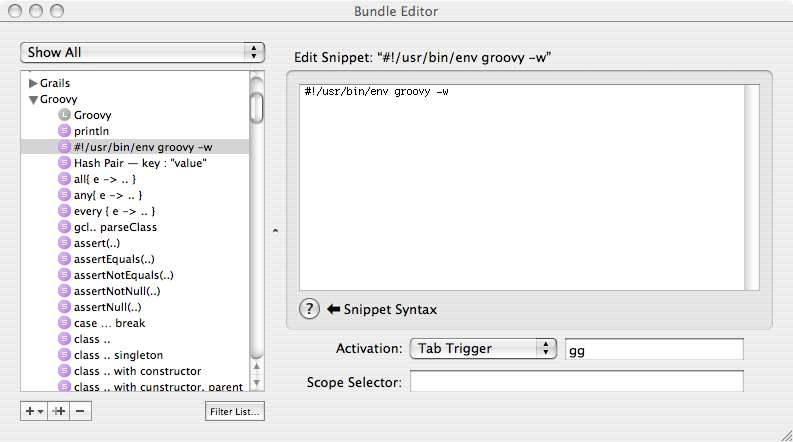 Bundle Editor
Show All
Edit Snippet: “#!/usr/bin/env groovy -w”
Grails
Groovy
L Groovy
S println
S #!/usr/bin/env groovy -w
S Hash Pair — key : "value"
S all{ e -> .. }
S any{ e -> .. }
S every { e -> .. }
S gcl.. parseClass
S assert(..)
S assertEquals(..)
S assertNotEquals(..)
S assertNotNull(..)
S assertNull(..)
S case … break
S class ..
S class .. singleton
S class .. with constructor
S class .. with cunstructor, parent
#!/usr/bin/env groovy -w
? Snippet Syntax
Activation: Tab Trigger gg
Scope Selector:
Filter List...